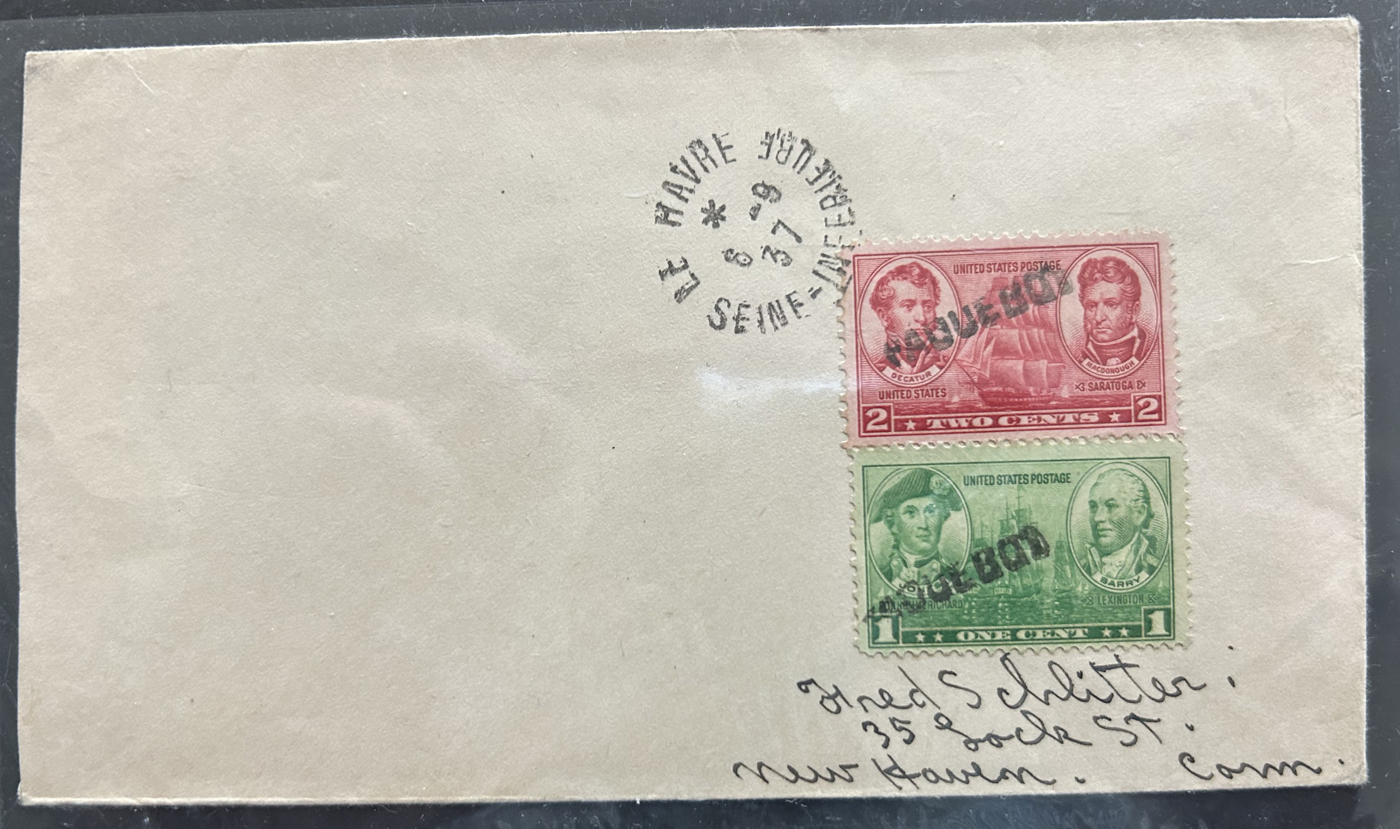 LE HAVRE
SEINE-INFERIEURE
*
6 -9
37
UNITED STATES POSTAGE
PAQUEBOT
DECATUR
MACDONOUGH
UNITED STATES
SARATOGA
2 TWO CENTS 2
UNITED STATES POSTAGE
PAQUEBOT
BARRY
LEXINGTON
1 ONE CENT 1
Fred Schlitter.
35 Lock St.
New Haven. Conn.